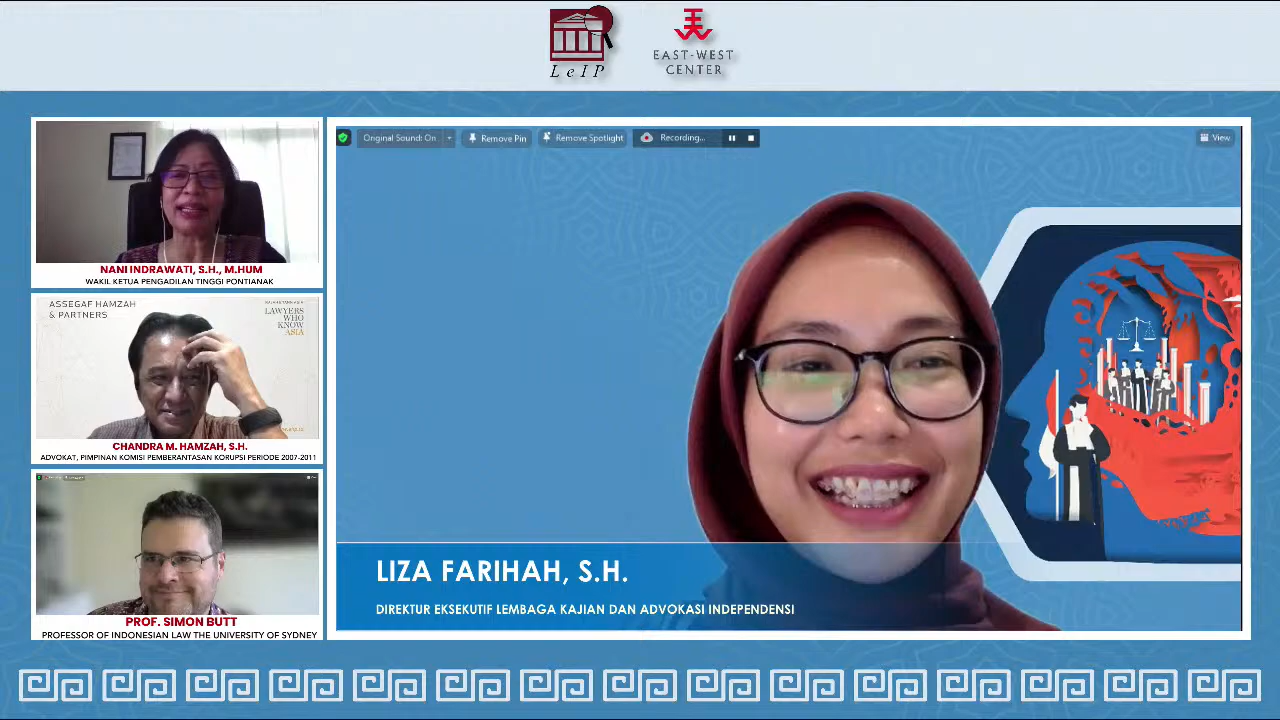 LeIP
EAST-WEST
CENTER
Original Sound: On
Remove Pin
Remove Spotlight
Recording...
View
NANI INDRAWATI, S.H., M.HUM
WAKIL KETUA PENGADILAN TINGGI PONTIANAK
ASSEGAF HAMZAH
& PARTNERS
LAWYERS
WHO
KNOW
ASIA
CHANDRA M. HAMZAH, S.H.
ADVOKAT, PIMPINAN KOMISI PEMBERANTASAN KORUPSI PERIODE 2007-2011
PROF. SIMON BUTT
PROFESSOR OF INDONESIAN LAW THE UNIVERSITY OF SYDNEY
LIZA FARIHAH, S.H.
DIREKTUR EKSEKUTIF LEMBAGA KAJIAN DAN ADVOKASI INDEPENDENSI